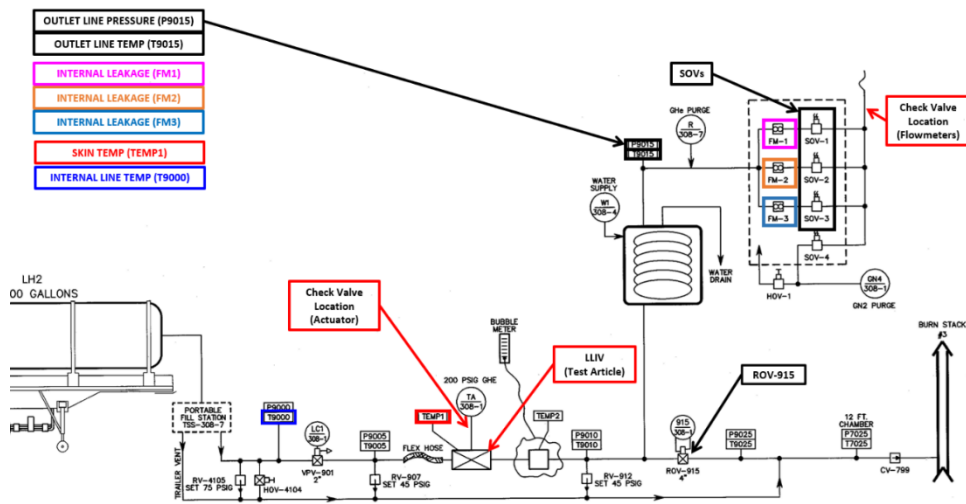 OUTLET LINE PRESSURE (P9015)
OUTLET LINE TEMP (T9015)
INTERNAL LEAKAGE (FM1)
INTERNAL LEAKAGE (FM2)
INTERNAL LEAKAGE (FM3)
SKIN TEMP (TEMP1)
INTERNAL LINE TEMP (T9000)
SOVs
Check Valve
Location
(Flowmeters)
GHe PURGE
R
308-7
P9015
T9015
FM-1
SOV-1
FM-2
SOV-2
FM-3
SOV-3
SOV-4
WATER
SUPPLY
W1
308-4
WATER
DRAIN
HOV-1
GN4
308-1
GN2 PURGE
LH2
00 GALLONS
Check Valve
Location
(Actuator)
BUBBLE
METER
LLIV
(Test Article)
ROV-915
BURN STACK
#3
200 PSIG GHE
TA
308-1
PORTABLE
FILL STATION
TSS-308-7
P9000
T9000
LC1
308-1
VPV-901
2"
P9005
T9005
FLEX HOSE
TEMP1
TEMP2
P9010
T9010
915
308-1
ROV-915
4"
P9025
T9025
12 FT.
CHAMBER
P7025
T7025
CV-799
TRAILER VENT
RV-4105
SET 75 PSIG
HOV-4104
RV-907
SET 45 PSIG
RV-912
SET 45 PSIG